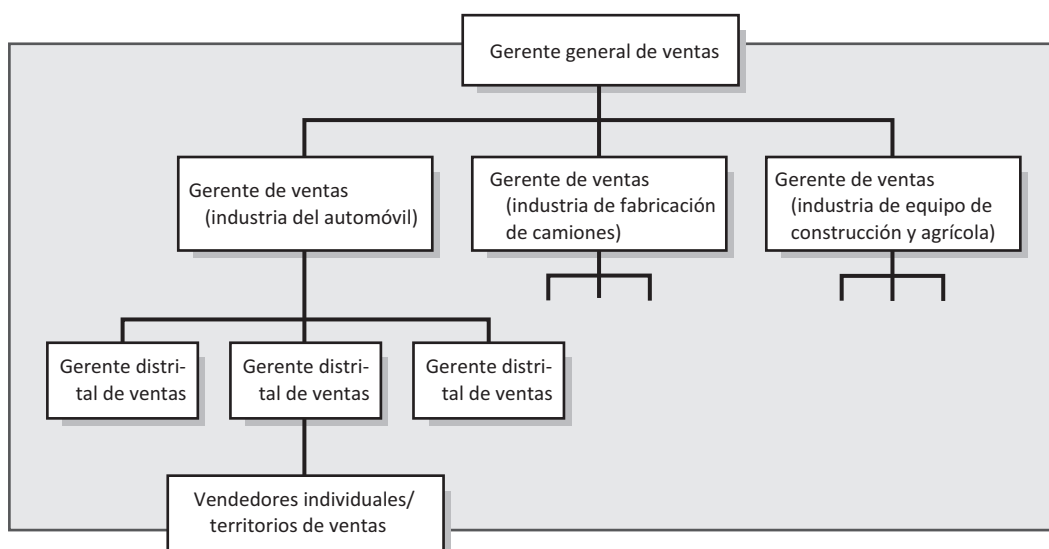 Gerente general de ventas
Gerente de ventas
(industria del automóvil)
Gerente de ventas
(industria de fabricación
de camiones)
Gerente de ventas
(industria de equipo de
construcción y agrícola)
Gerente distri-
tal de ventas
Gerente distri-
tal de ventas
Gerente distri-
tal de ventas
Vendedores individuales/
territorios de ventas